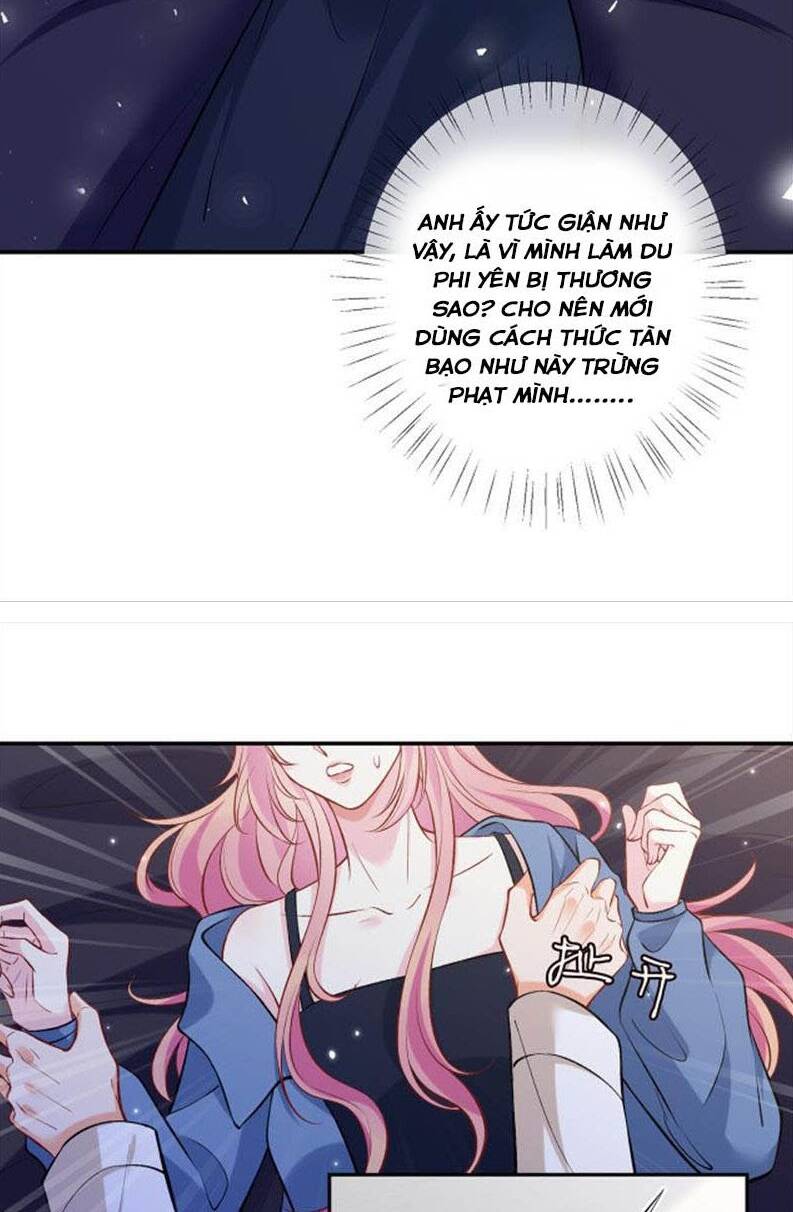 ANH ẤY TỨC GIẬN NHƯ
VẬY, LÀ VÌ MÌNH LÀM DU
PHI YÊN BỊ THƯƠNG
SAO? CHO NÊN MỚI
DÙNG CÁCH THỨC TÀN
BẠO NHƯ NÀY TRỪNG
PHẠT MÌNH........
扯开